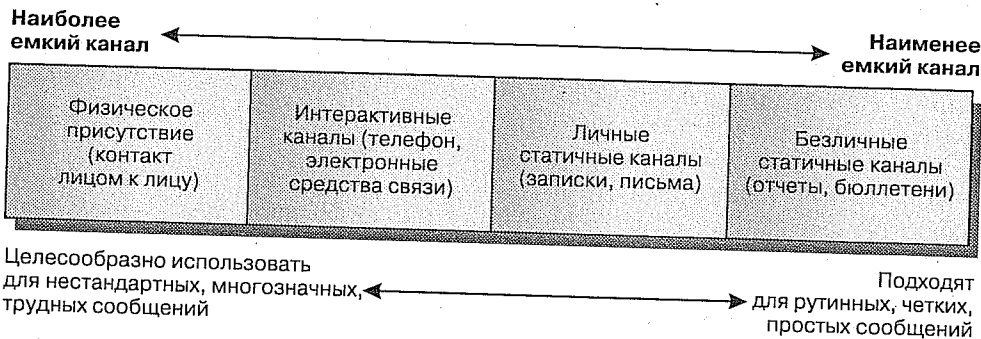 Наиболее
емкий канал
Наименее
емкий канал
Физическое
присутствие
(контакт
лицом к лицу)
Интерактивные
каналы (телефон,
электронные
средства связи)
Личные
статичные каналы
(записки, письма)
Безличные
статичные каналы
(отчеты, бюллетени)
Целесообразно использовать
для нестандартных, многозначных,
трудных сообщений
Подходят
для рутинных, четких,
простых сообщений